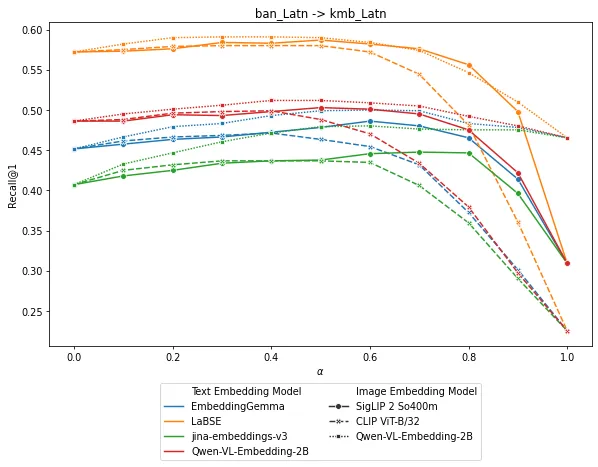 ban_Latn -> kmb_Latn
Recall@1
0.60
0.55
0.50
0.45
0.40
0.35
0.30
0.25
0.0 0.2 0.4 0.6 0.8 1.0
α
Text Embedding Model Image Embedding Model
EmbeddingGemma SigLIP 2 So400m
LaBSE CLIP ViT-B/32
jina-embeddings-v3 Qwen-VL-Embedding-2B
Qwen-VL-Embedding-2B